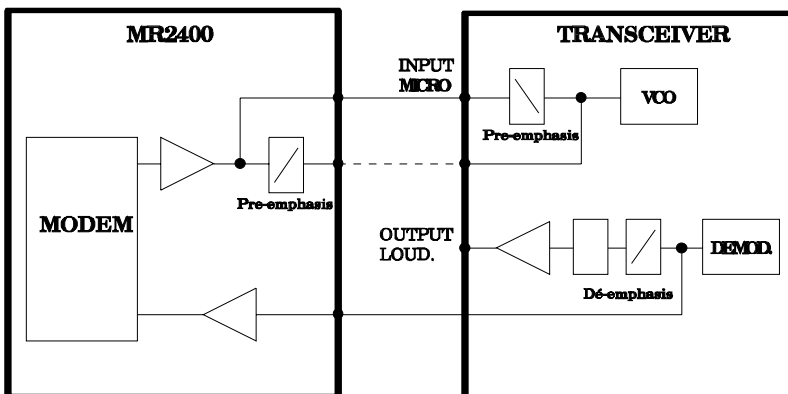 MR2400
TRANSCEIVER
INPUT
MICRO
VCO
Pre-emphasis
Pre-emphasis
MODEM
OUTPUT
LOUD.
DEMOD.
Dé-emphasis